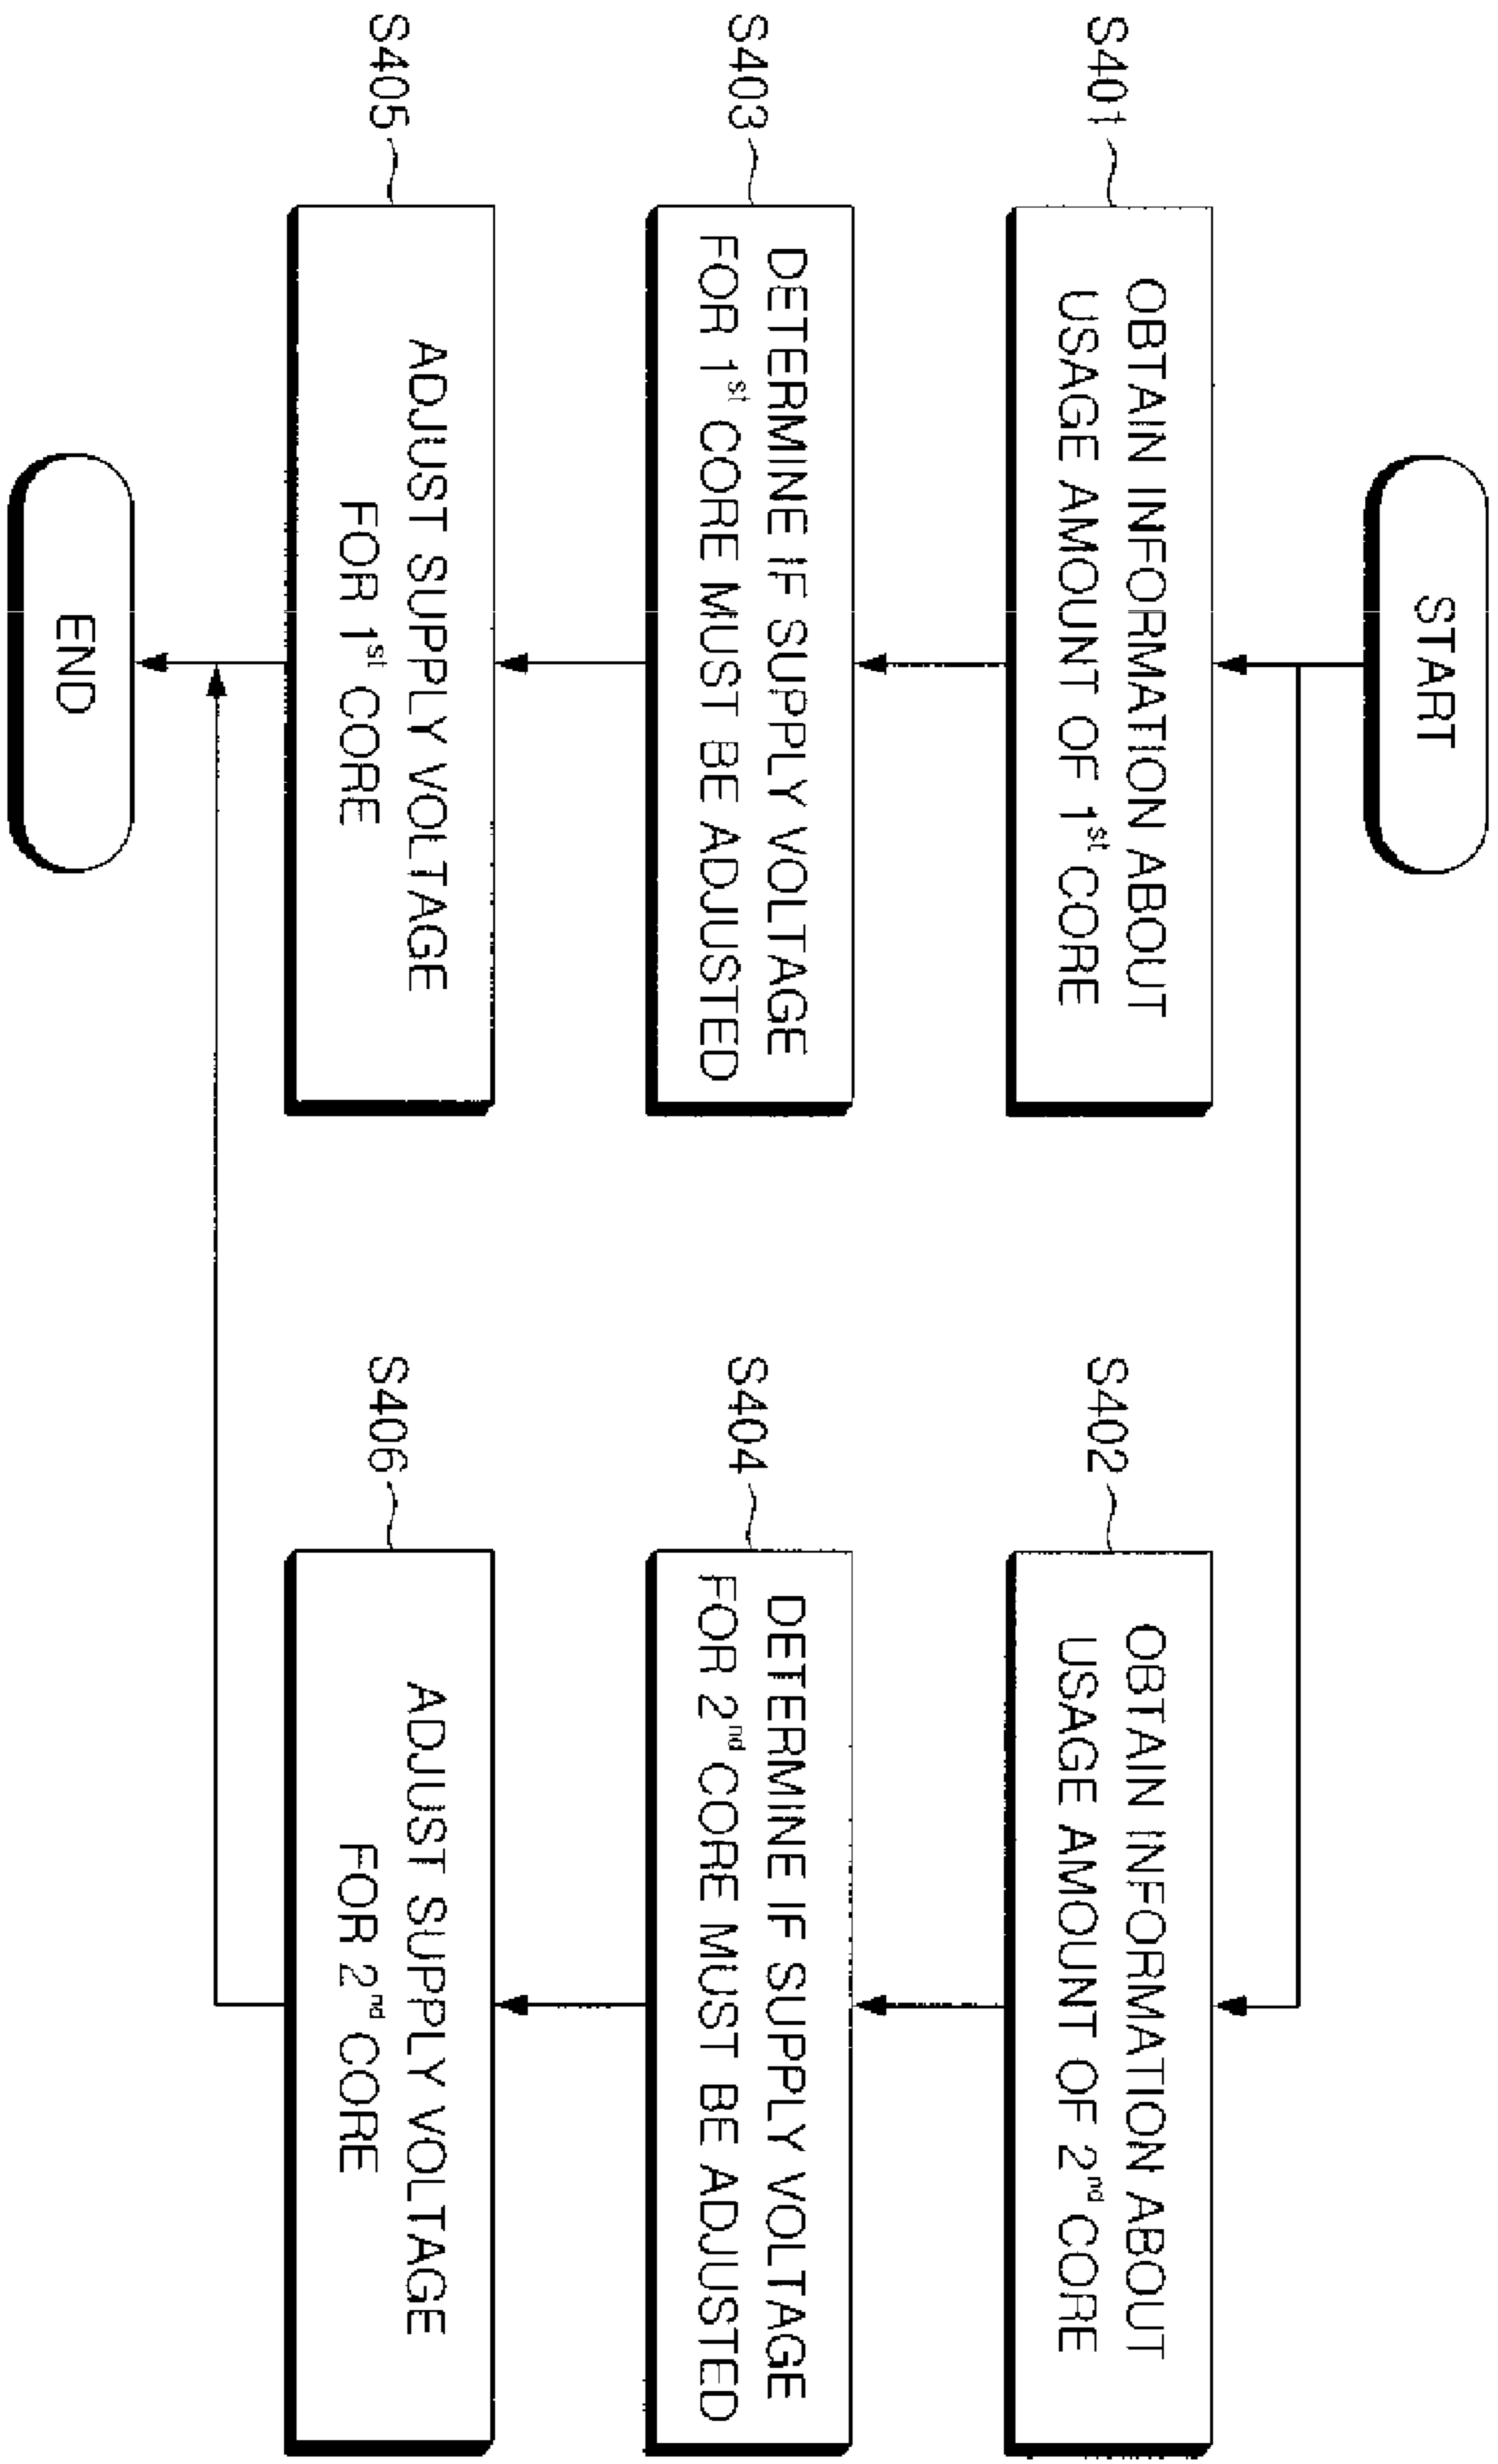 START
S401
OBTAIN INFORMATION ABOUT
USAGE AMOUNT OF 1st CORE
S402
OBTAIN INFORMATION ABOUT
USAGE AMOUNT OF 2nd CORE
S403
DETERMINE IF SUPPLY VOLTAGE
FOR 1st CORE MUST BE ADJUSTED
S404
DETERMINE IF SUPPLY VOLTAGE
FOR 2nd CORE MUST BE ADJUSTED
S405
ADJUST SUPPLY VOLTAGE
FOR 1st CORE
S406
ADJUST SUPPLY VOLTAGE
FOR 2nd CORE
END